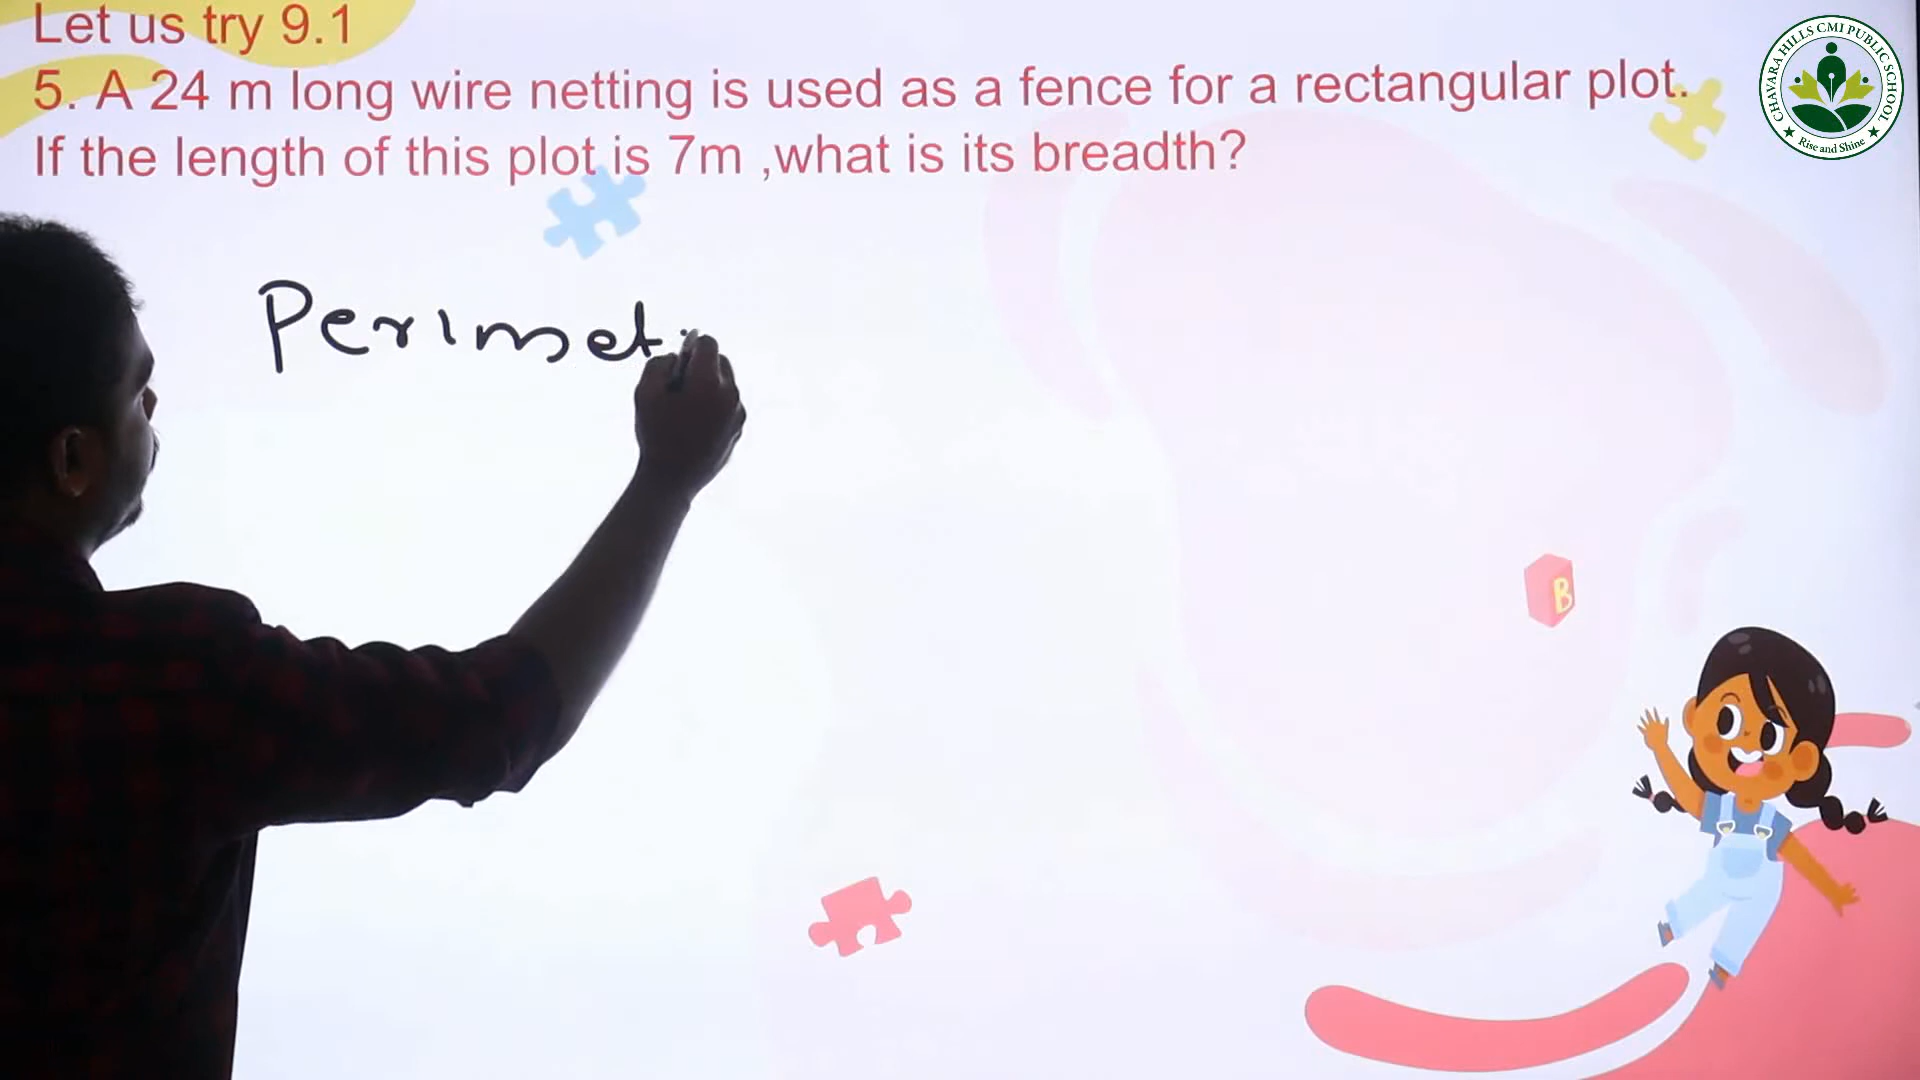 Let us try 9.1
5. A 24 m long wire netting is used as a fence for a rectangular plot.
If the length of this plot is 7m ,what is its breadth?
CHAVARA HILLS CMI PUBLIC SCHOOL
Rise and Shine
Perimet
B